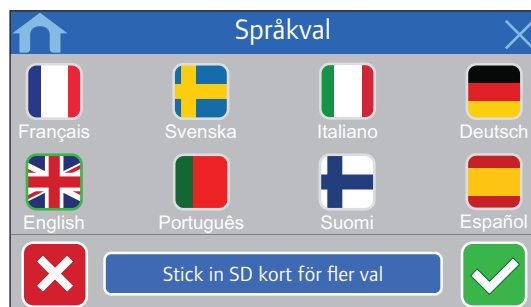 Språkval
Français Svenska Italiano Deutsch
English Português Suomi Español
Stick in SD kort för fler val